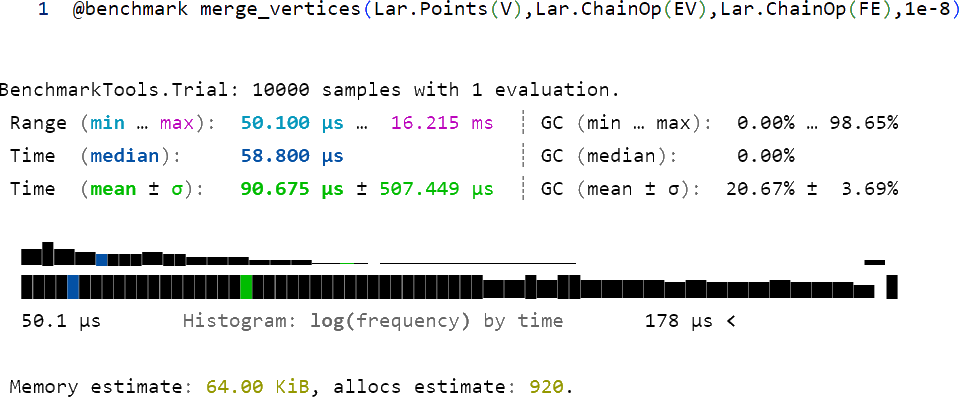 1 @benchmark merge_vertices(Lar.Points(V),Lar.ChainOp(EV),Lar.ChainOp(FE),1e-8)
BenchmarkTools.Trial: 10000 samples with 1 evaluation.
Range (min … max): 50.100 μs … 16.215 ms ┊ GC (min … max): 0.00% … 98.65%
Time (median): 58.800 μs ┊ GC (median): 0.00%
Time (mean ± σ): 90.675 μs ± 507.449 μs ┊ GC (mean ± σ): 20.67% ± 3.69%
50.1 μs Histogram: log(frequency) by time 178 μs <
Memory estimate: 64.00 KiB, allocs estimate: 920.